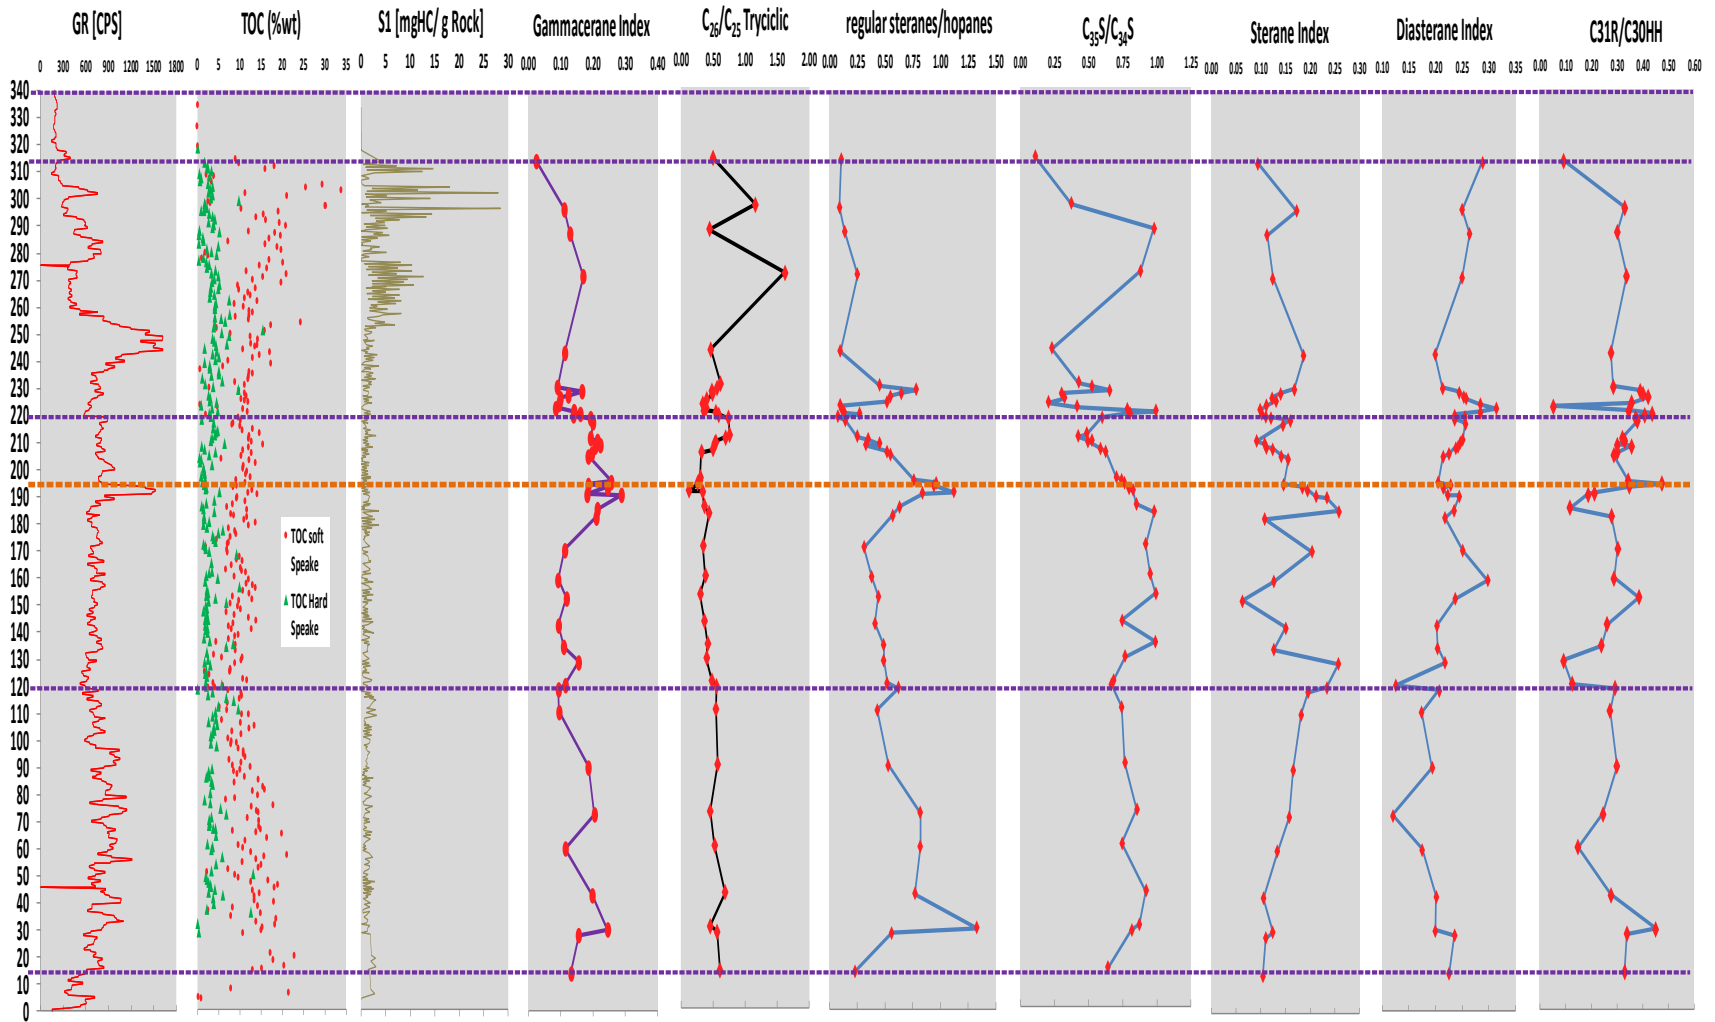 GR [CPS] TOC (%wt) S1 [mgHC/ g Rock] Gammacerane Index C26/C25 Tryciclic regular steranes/hopanes C35S/C34S Sterane Index Diasterane Index C31R/C30HH
0 300 600 900 1200 1500 1800
0 5 10 15 20 25 30 35
0 5 10 15 20 25 30
0.00 0.10 0.20 0.30 0.40
0.00 0.50 1.00 1.50 2.00
0.00 0.25 0.50 0.75 1.00 1.25 1.50
0.00 0.25 0.50 0.75 1.00 1.25
0.00 0.05 0.10 0.15 0.20 0.25 0.30
0.10 0.15 0.20 0.25 0.30 0.35
0.00 0.10 0.20 0.30 0.40 0.50 0.60
340
330
320
310
300
290
280
270
260
250
240
230
220
210
200
190
180
170
160
150
140
130
120
110
100
90
80
70
60
50
40
30
20
10
0
TOC soft
Speake
TOC Hard
Speake